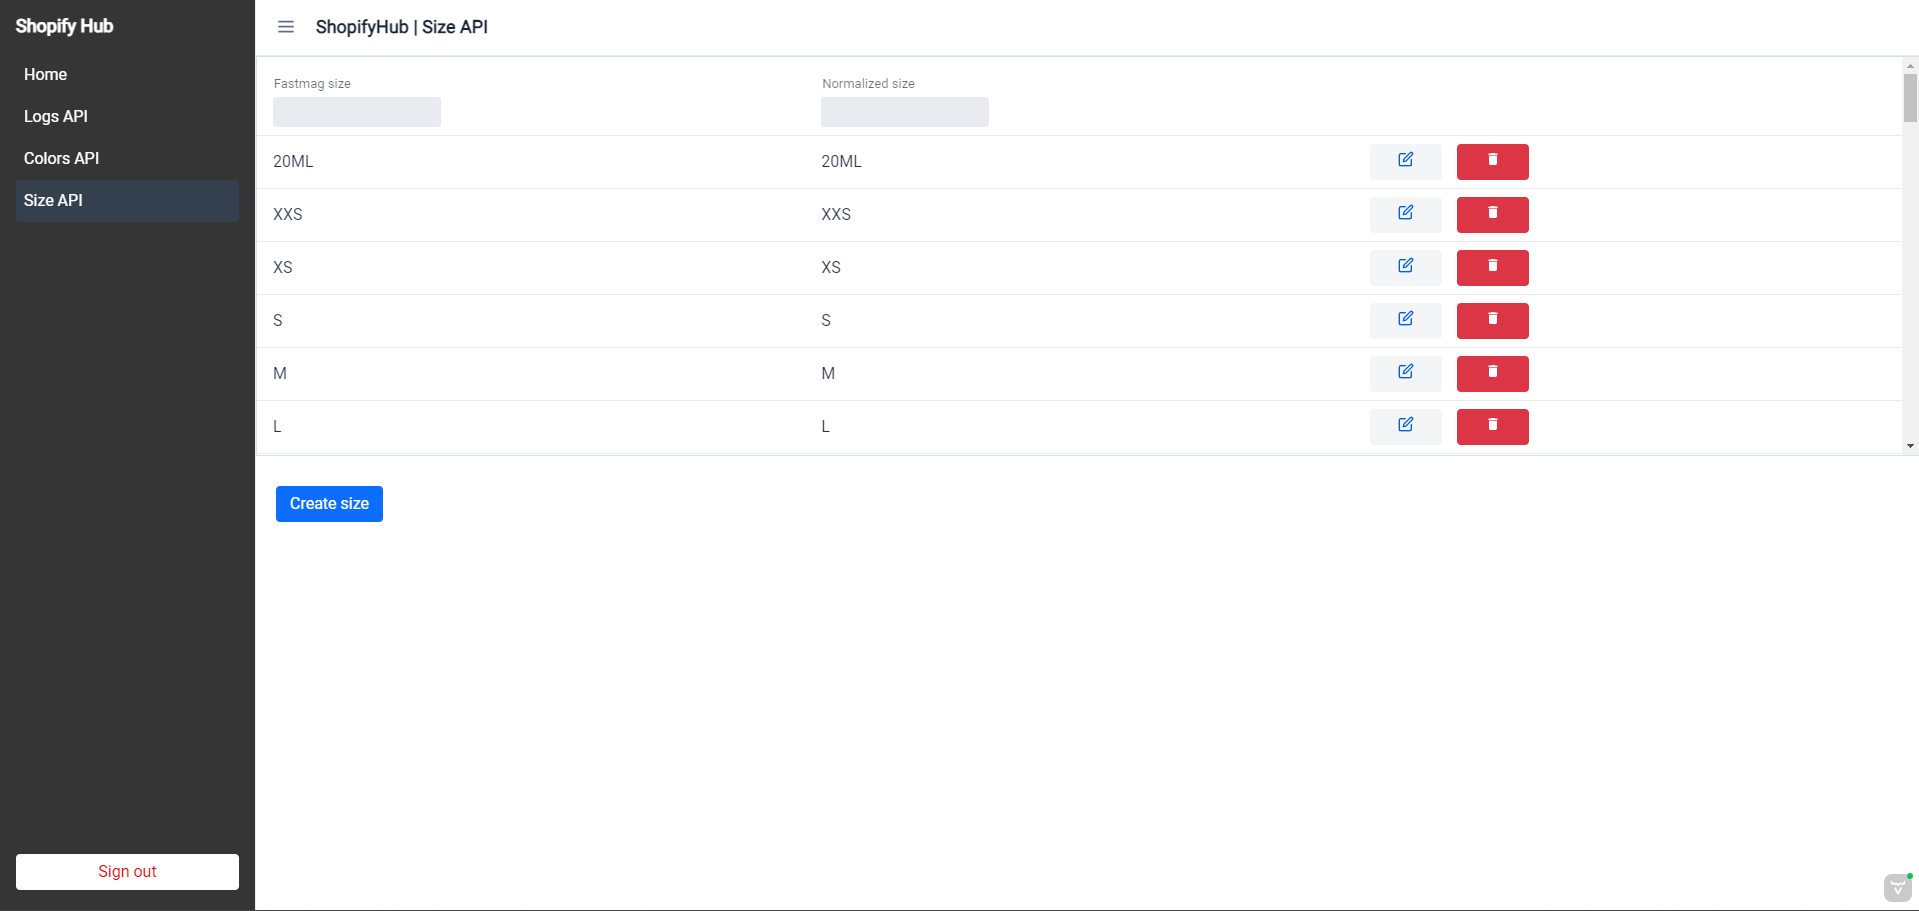 Shopify Hub
Home
Logs API
Colors API
Size API
Sign out
ShopifyHub | Size API
Fastmag size Normalized size
20ML 20ML
XXS XXS
XS XS
S S
M M
L L
Create size